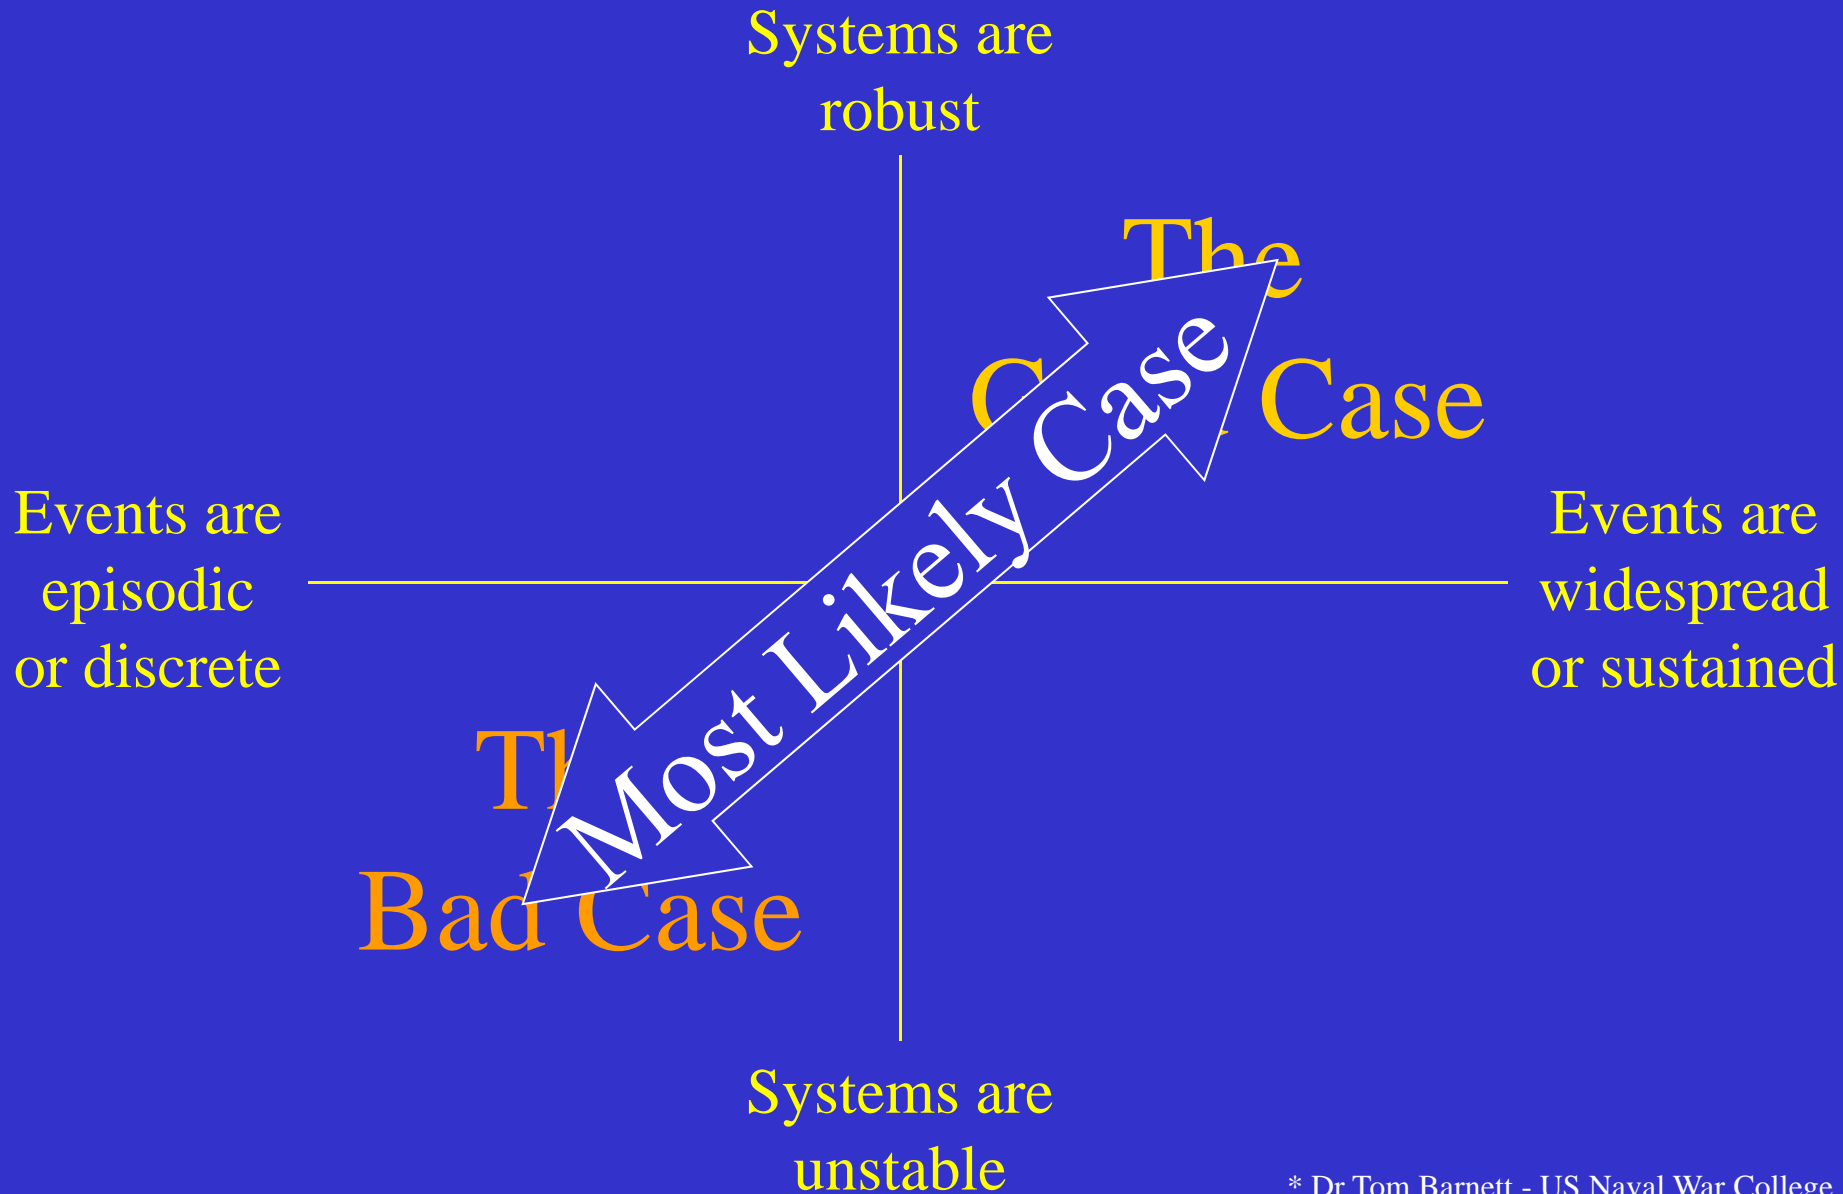 Systems are
robust
The
Case
Most Likely Case
Events are
episodic
or discrete
Events are
widespread
or sustained
Bad Case
Systems are
unstable
* Dr Tom Barnett - US Naval War College